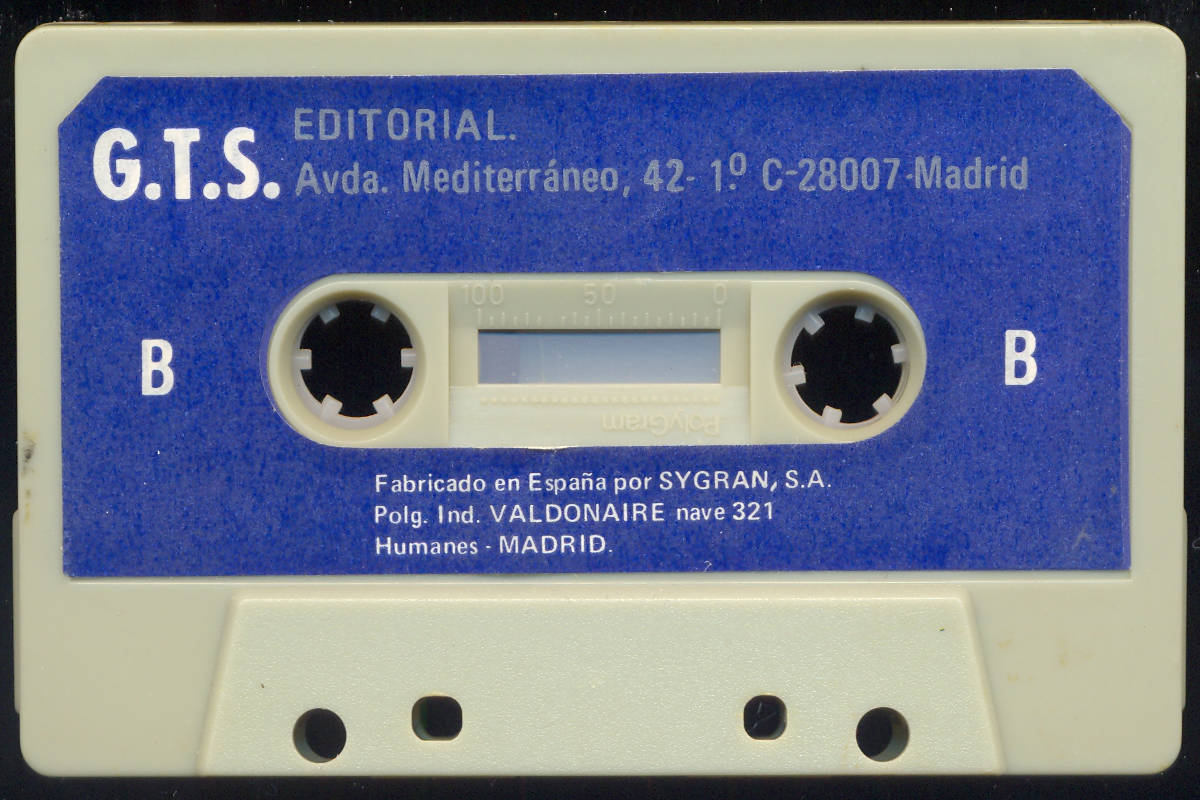 G.T.S. EDITORIAL.
Avda. Mediterráneo, 42- 1.º C-28007-Madrid
100 50 0
B B
PolyGram
Fabricado en España por SYGRAN, S.A.
Polg. Ind. VALDONAIRE nave 321
Humanes - MADRID.